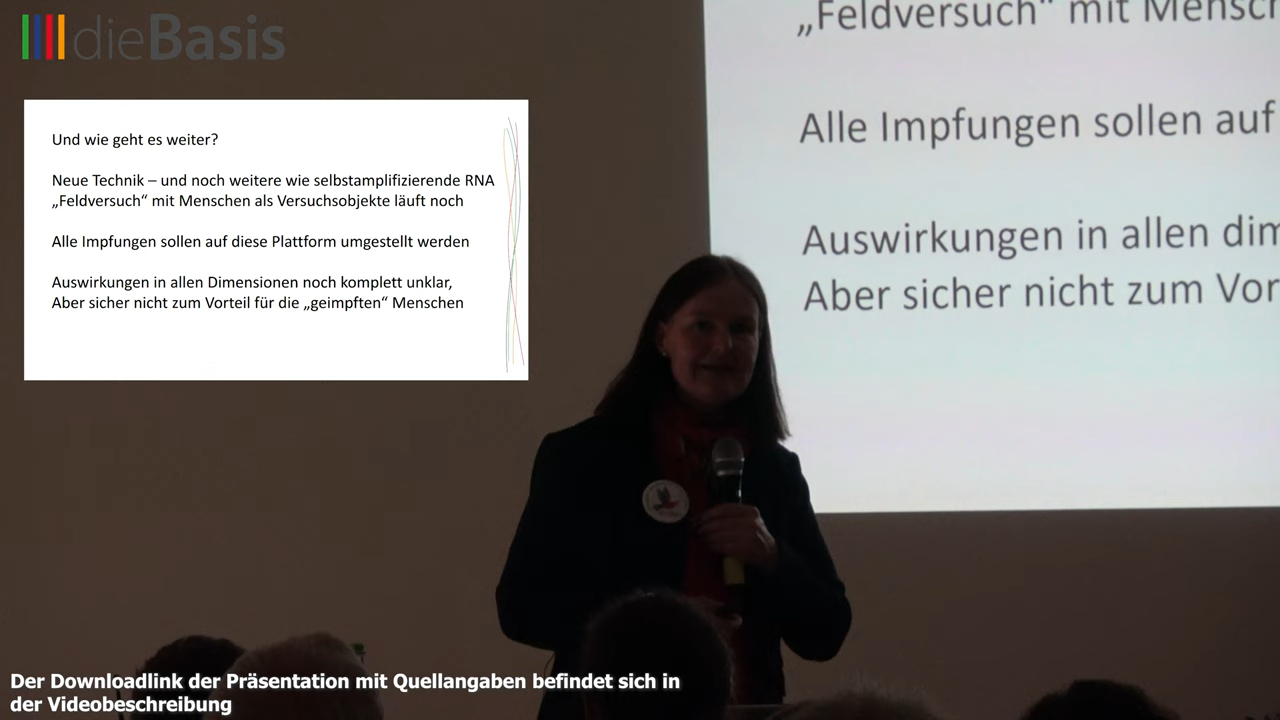 dieBasis
Und wie geht es weiter?
Neue Technik – und noch weitere wie selbstamplifizierende RNA
„Feldversuch“ mit Menschen als Versuchsobjekte läuft noch
Alle Impfungen sollen auf diese Plattform umgestellt werden
Auswirkungen in allen Dimensionen noch komplett unklar,
Aber sicher nicht zum Vorteil für die „geimpften“ Menschen
„Feldversuch“ mit Mensch
Alle Impfungen sollen auf
Auswirkungen in allen dim
Aber sicher nicht zum Vor
Der Downloadlink der Präsentation mit Quellangaben befindet sich in
der Videobeschreibung